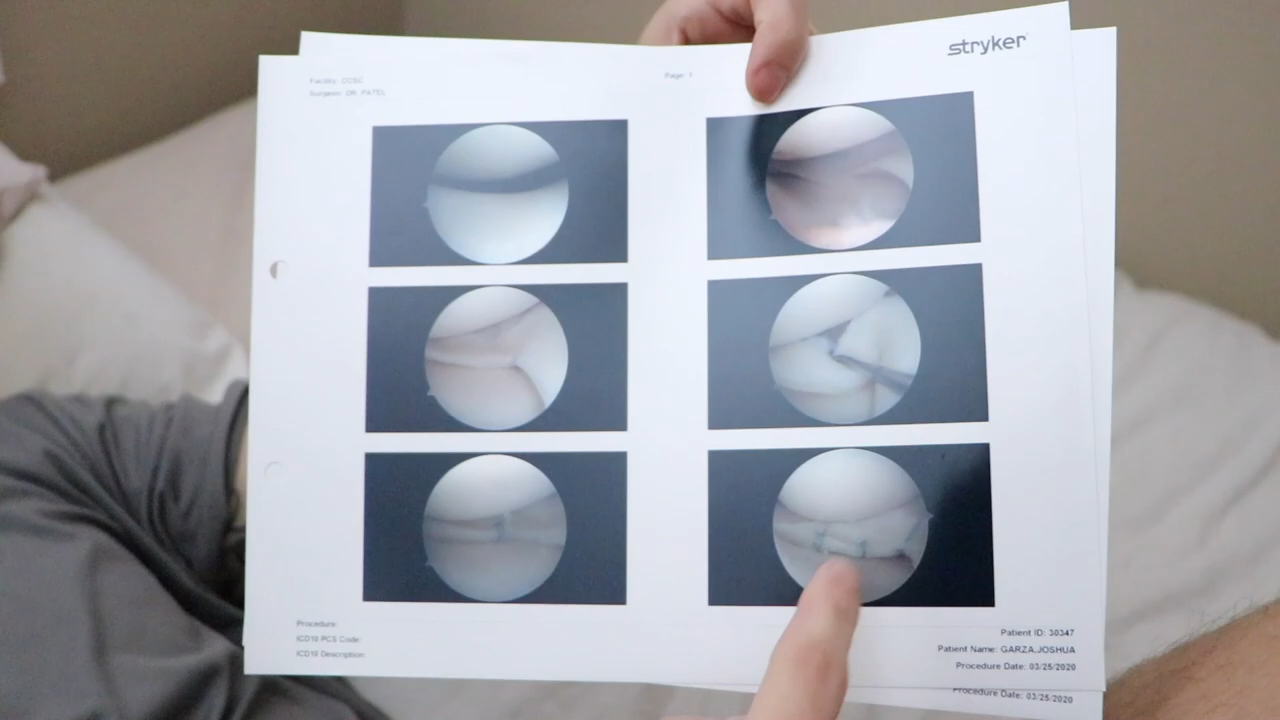 stryker
Facility: CCSC
Page: 1
Surgeon: DR. PATEL
Procedure:
ICD10 PCS Code:
ICD10 Description:
Patient ID: 30347
Patient Name: GARZA,JOSHUA
Procedure Date: 03/25/2020
Procedure Date: 03/25/2020